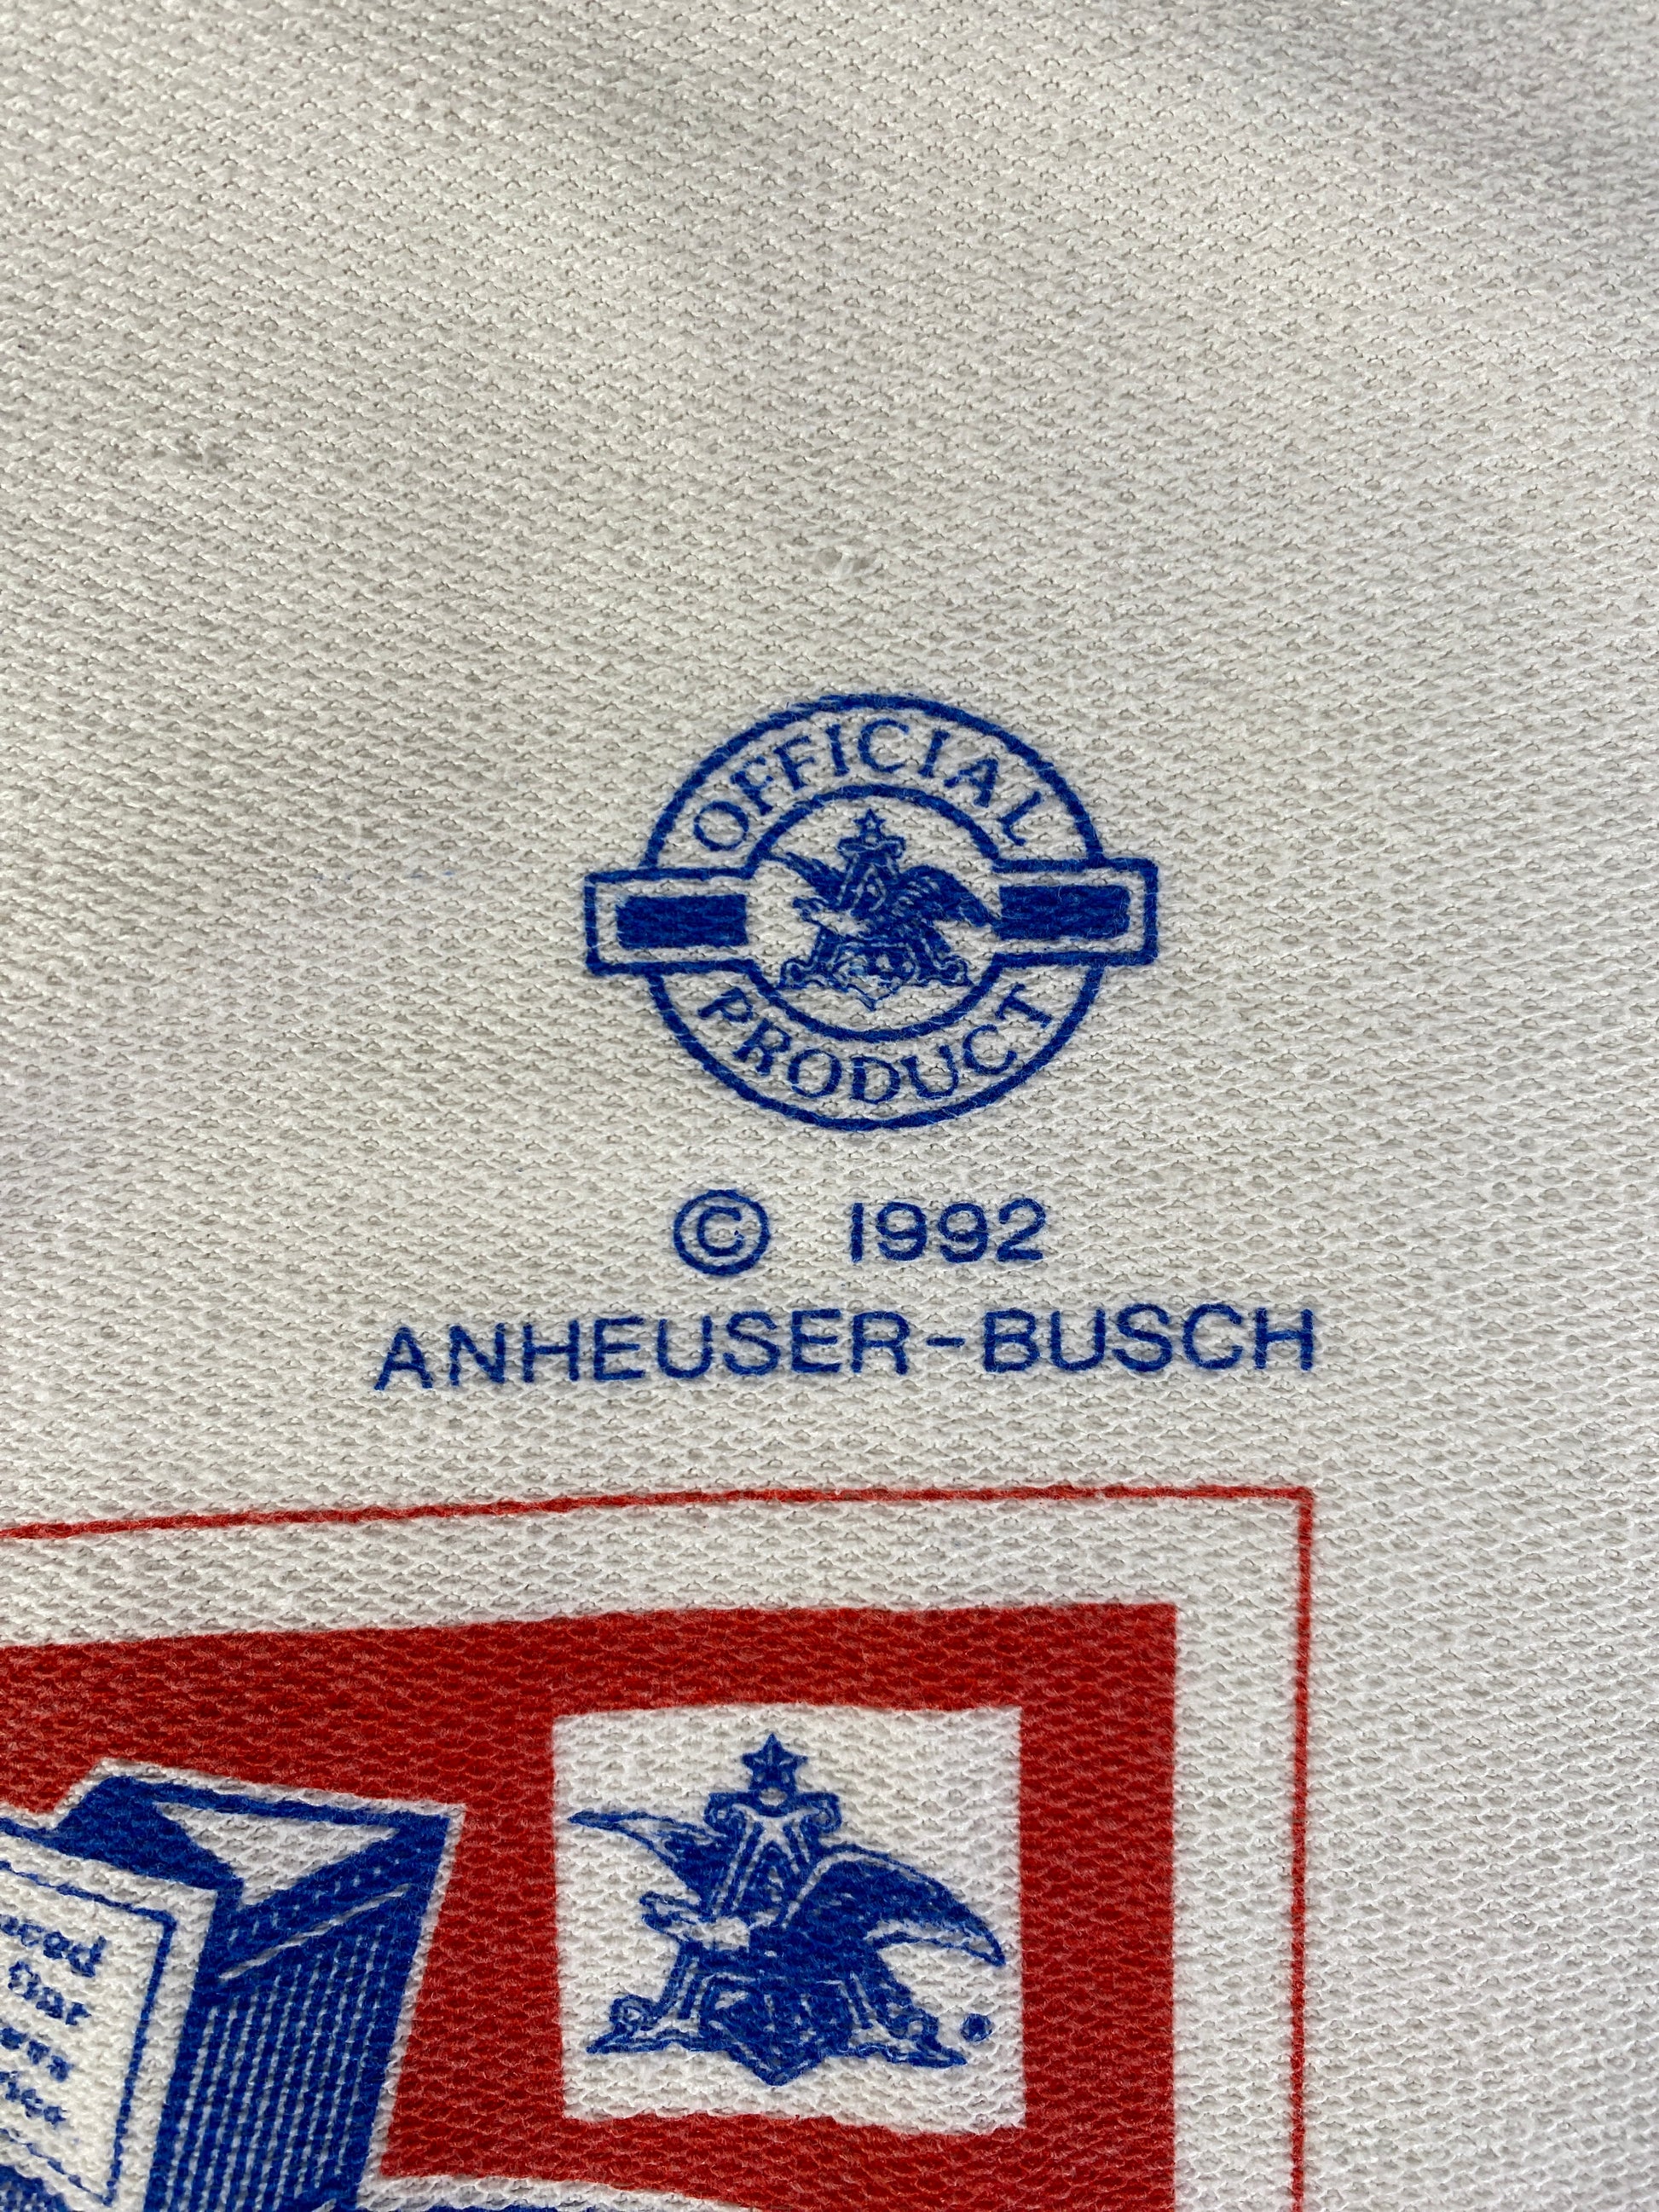 OFFICIAL
PRODUCT
© 1992
ANHEUSER-BUSCH